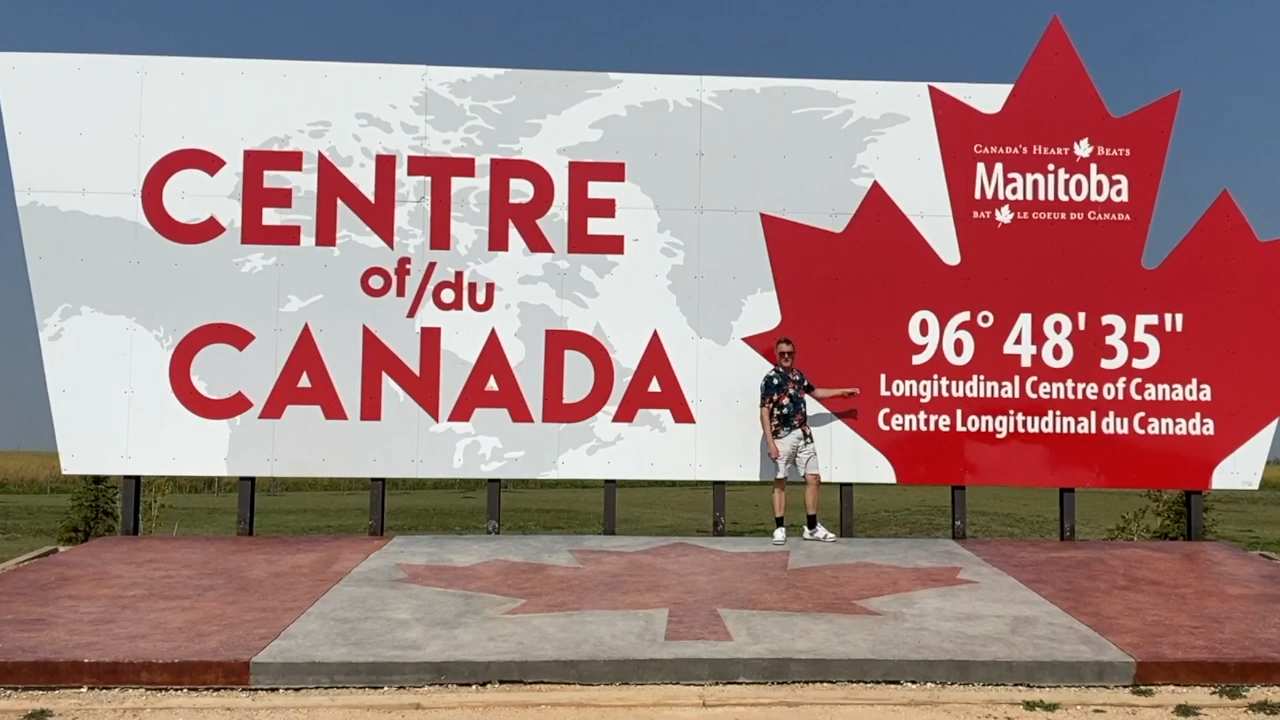 CENTRE
of/du
CANADA
CANADA'S HEART BEATS
Manitoba
BAT LE COEUR DU CANADA
96° 48' 35"
Longitudinal Centre of Canada
Centre Longitudinal du Canada